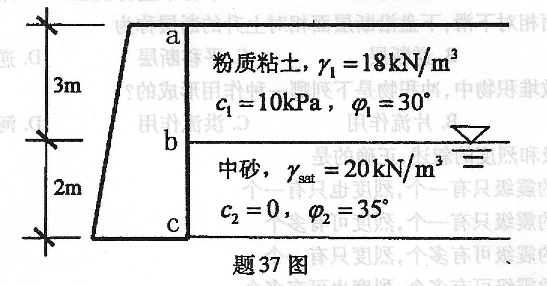 a
粉质粘土，γ₁＝18kN/m³
3m
c₁＝10kPa，φ₁＝30°
b
中砂，γsat＝20kN/m³
2m
c₂＝0，φ₂＝35°
c
题37 图